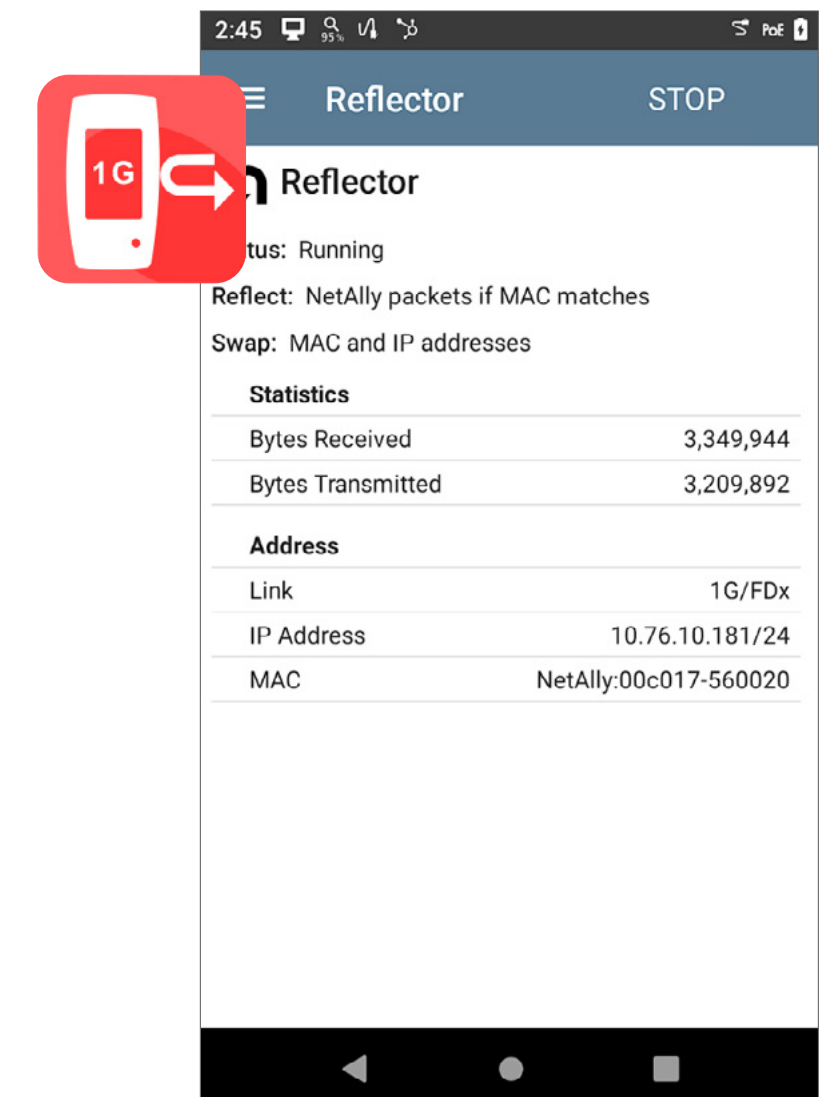 2:45 95% PoE
Reflector STOP
1G
Reflector
tus: Running
Reflect: NetAlly packets if MAC matches
Swap: MAC and IP addresses
Statistics
Bytes Received 3,349,944
Bytes Transmitted 3,209,892
Address
Link 1G/FDx
IP Address 10.76.10.181/24
MAC NetAlly:00c017-560020